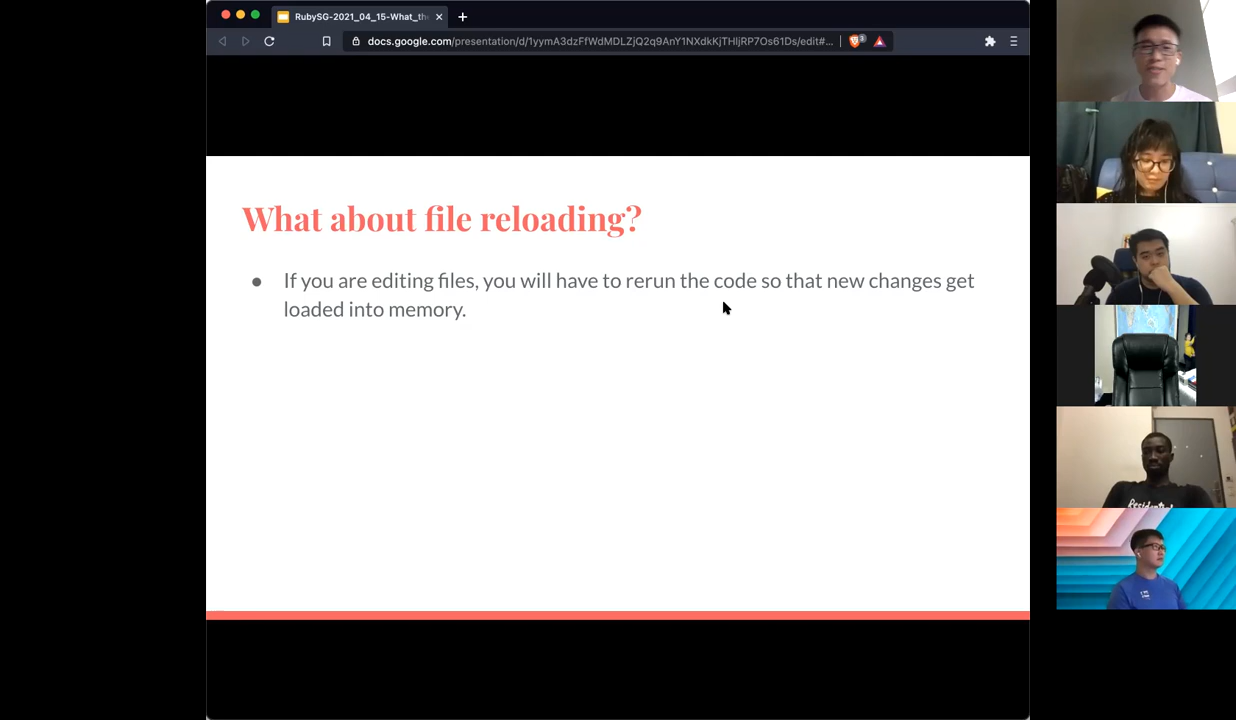 RubySG-2021_04_15-What_th
docs.google.com/presentation/d/1yymA3dzFfWdMDLZjQ2q9AnY1NXdkKjTHIjRP7Os61Ds/edit#...
What about file reloading?
● If you are editing files, you will have to rerun the code so that new changes get
loaded into memory.